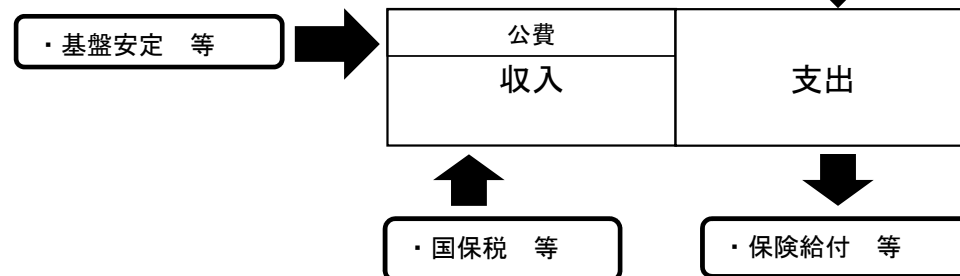 ・基盤安定　等
公費
収入
支出
・国保税　等
・保険給付　等